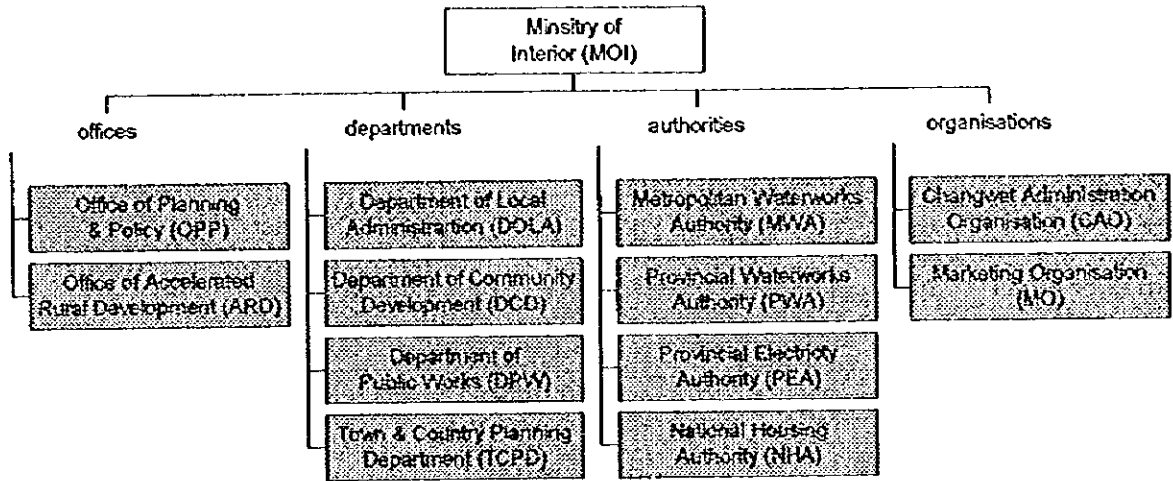 Minsitry of
Interior (MOI)
offices
departments
authorities
organisations
Office of Planning
& Policy (OPP)
Office of Accelerated
Rural Development (ARD)
Department of Local
Administraction (DOLA)
Department of Community
Development (DCD)
Department of
Public Works (DPW)
Town & Country Planning
Department (TCPD)
Metropolitan Waterworks
Authority (MWA)
Provincial Waterworks
Authority (PWA)
Provincial Electricty
Authority (PEA)
National Housing
Authority (NHA)
Changwet Administration
Organisation (CAO)
Marketing Organisation
(MO)